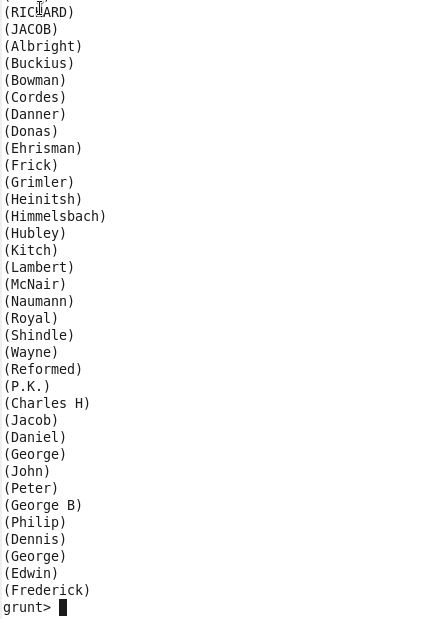 (RICHARD)
(JACOB)
(Albright)
(Buckius)
(Bowman)
(Cordes)
(Danner)
(Donas)
(Ehrisman)
(Frick)
(Grimler)
(Heinitsh)
(Himmelsbach)
(Hubley)
(Kitch)
(Lambert)
(McNair)
(Naumann)
(Royal)
(Shindle)
(Wayne)
(Reformed)
(P.K.)
(Charles H)
(Jacob)
(Daniel)
(George)
(John)
(Peter)
(George B)
(Philip)
(Dennis)
(George)
(Edwin)
(Frederick)
grunt>